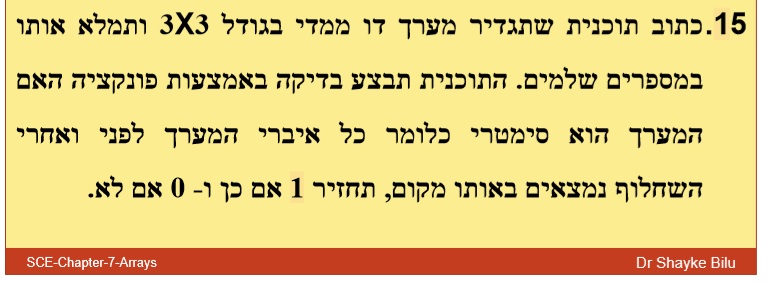 15.כתוב תוכנית שתגדיר מערך דו ממדי בגודל 3X3 ותמלא אותו
במספרים שלמים. התוכנית תבצע בדיקה באמצעות פונקציה האם
המערך הוא סימטרי כלומר כל איברי המערך לפני ואחרי
השחלוף נמצאים באותו מקום, תחזיר 1 אם כן ו- 0 אם לא.
SCE-Chapter-7-Arrays Dr Shayke Bilu